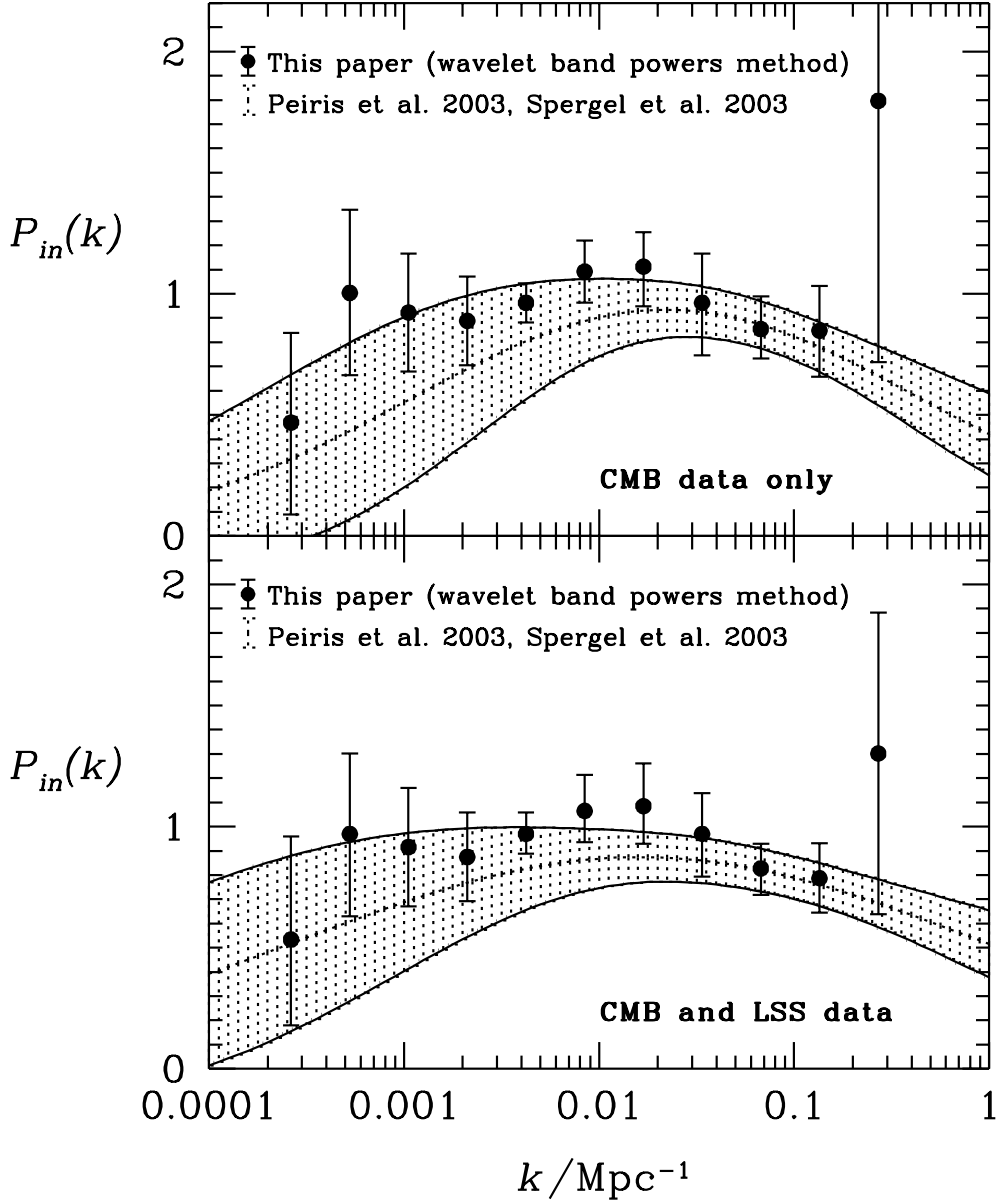 2
This paper (wavelet band powers method)
Peiris et al. 2003, Spergel et al. 2003
P_in(k)
1
CMB data only
0
2
This paper (wavelet band powers method)
Peiris et al. 2003, Spergel et al. 2003
P_in(k)
1
CMB and LSS data
0
0.0001 0.001 0.01 0.1 1
k/Mpc⁻¹